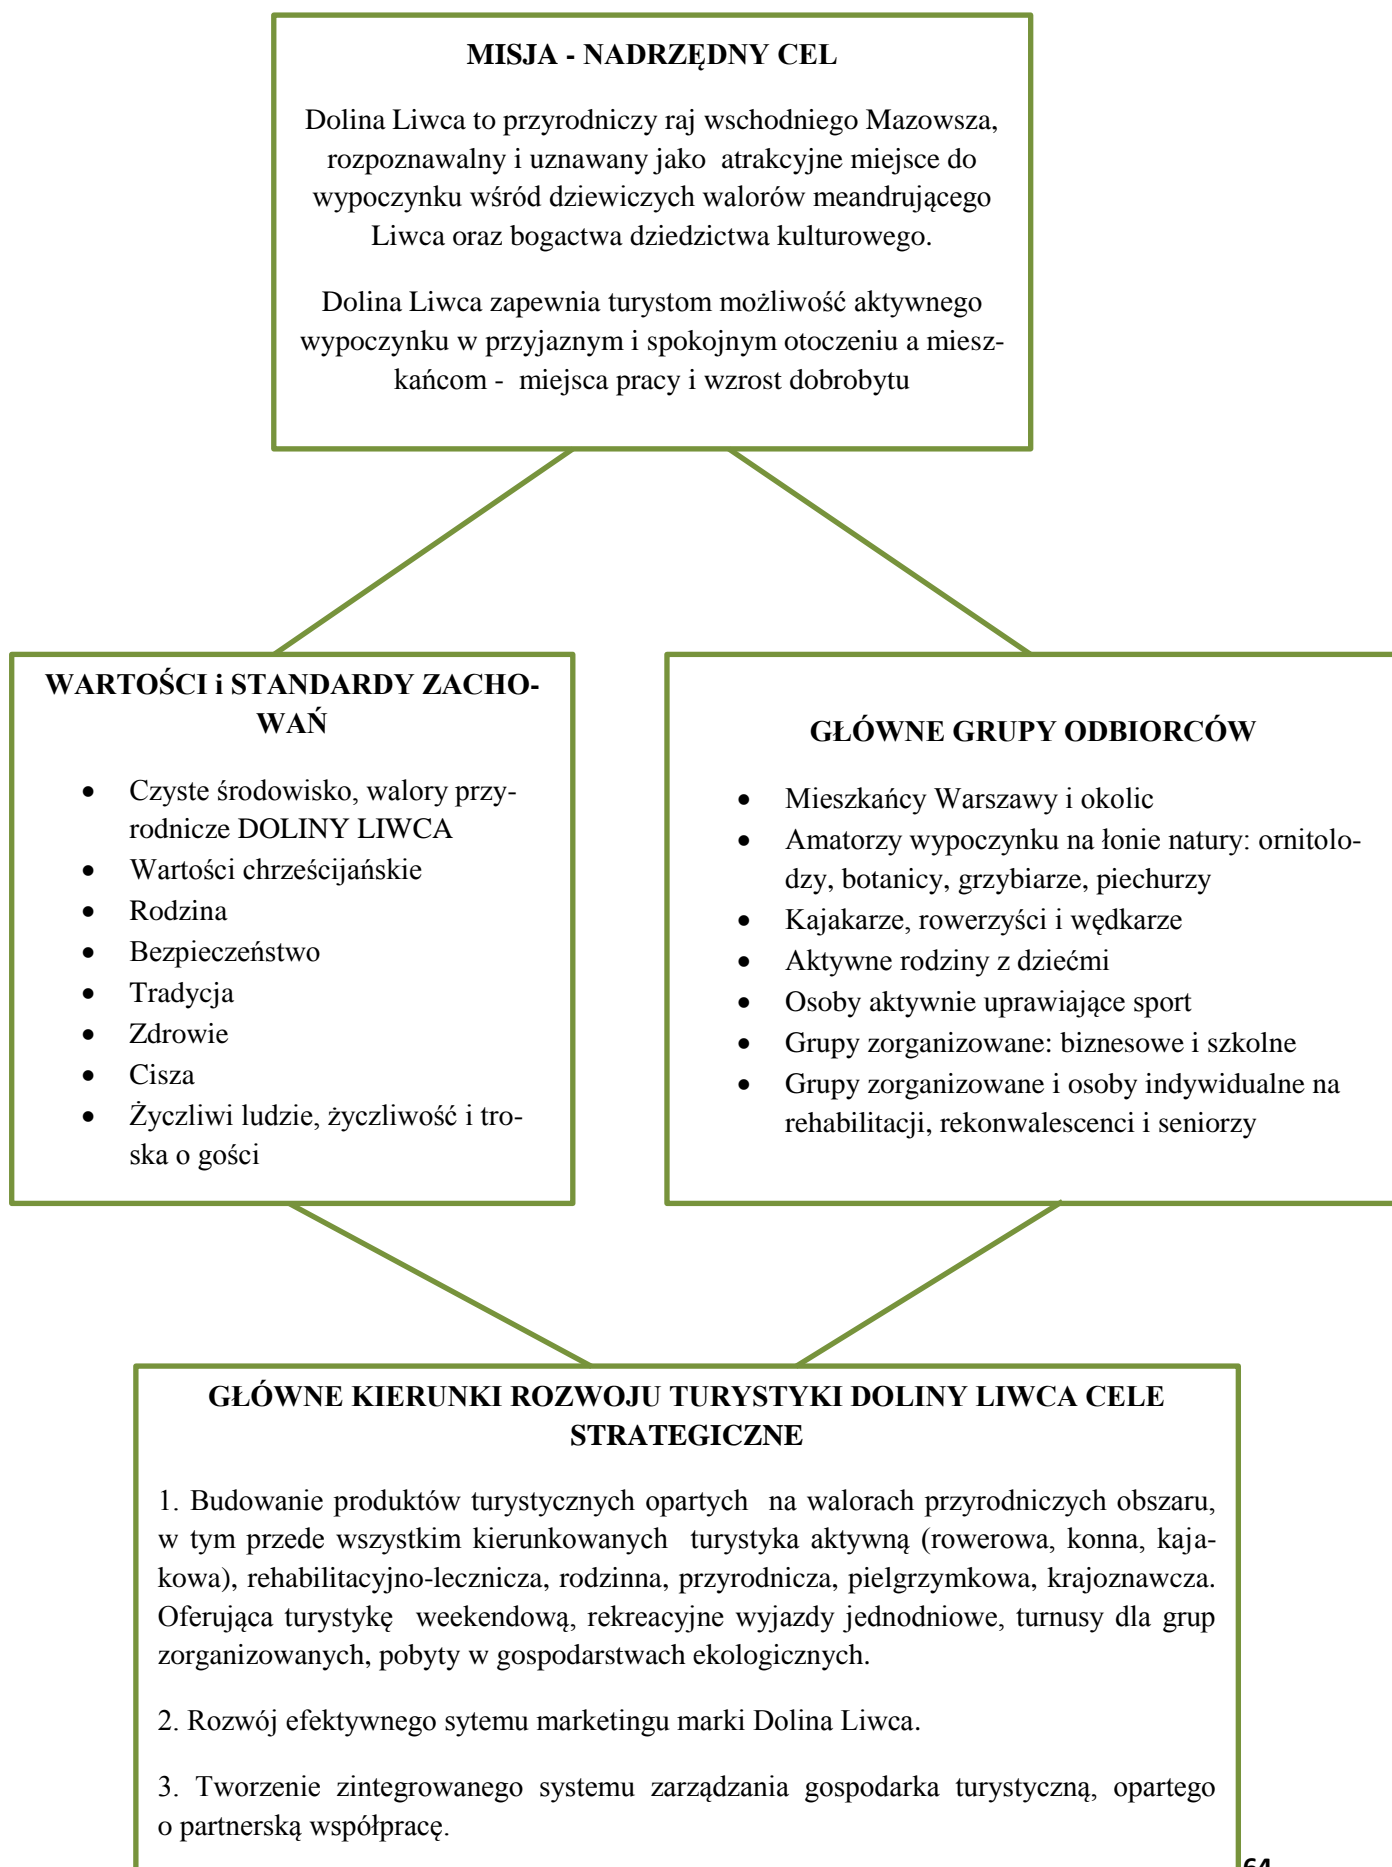 MISJA - NADRZĘDNY CEL
Dolina Liwca to przyrodniczy raj wschodniego Mazowsza,
rozpoznawalny i uznawany jako atrakcyjne miejsce do
wypoczynku wśród dziewiczych walorów meandrującego
Liwca oraz bogactwa dziedzictwa kulturowego.
Dolina Liwca zapewnia turystom możliwość aktywnego
wypoczynku w przyjaznym i spokojnym otoczeniu a miesz-
kańcom - miejsca pracy i wzrost dobrobytu
WARTOŚCI i STANDARDY ZACHO-
WAŃ
• Czyste środowisko, walory przy-
rodnicze DOLINY LIWCA
• Wartości chrześcijańskie
• Rodzina
• Bezpieczeństwo
• Tradycja
• Zdrowie
• Cisza
• Życzliwi ludzie, życzliwość i tro-
ska o gości
GŁÓWNE GRUPY ODBIORCÓW
• Mieszkańcy Warszawy i okolic
• Amatorzy wypoczynku na łonie natury: ornitolo-
dzy, botanicy, grzybiarze, piechurzy
• Kajakarze, rowerzyści i wędkarze
• Aktywne rodziny z dziećmi
• Osoby aktywnie uprawiające sport
• Grupy zorganizowane: biznesowe i szkolne
• Grupy zorganizowane i osoby indywidualne na
rehabilitacji, rekonwalescenci i seniorzy
GŁÓWNE KIERUNKI ROZWOJU TURYSTYKI DOLINY LIWCA CELE
STRATEGICZNE
1. Budowanie produktów turystycznych opartych na walorach przyrodniczych obszaru,
w tym przede wszystkim kierunkowanych turystyka aktywną (rowerowa, konna, kaja-
kowa), rehabilitacyjno-lecznicza, rodzinna, przyrodnicza, pielgrzymkowa, krajoznawcza.
Oferująca turystykę weekendową, rekreacyjne wyjazdy jednodniowe, turnusy dla grup
zorganizowanych, pobyty w gospodarstwach ekologicznych.
2. Rozwój efektywnego sytemu marketingu marki Dolina Liwca.
3. Tworzenie zintegrowanego systemu zarządzania gospodarka turystyczną, opartego
o partnerską współpracę.
64